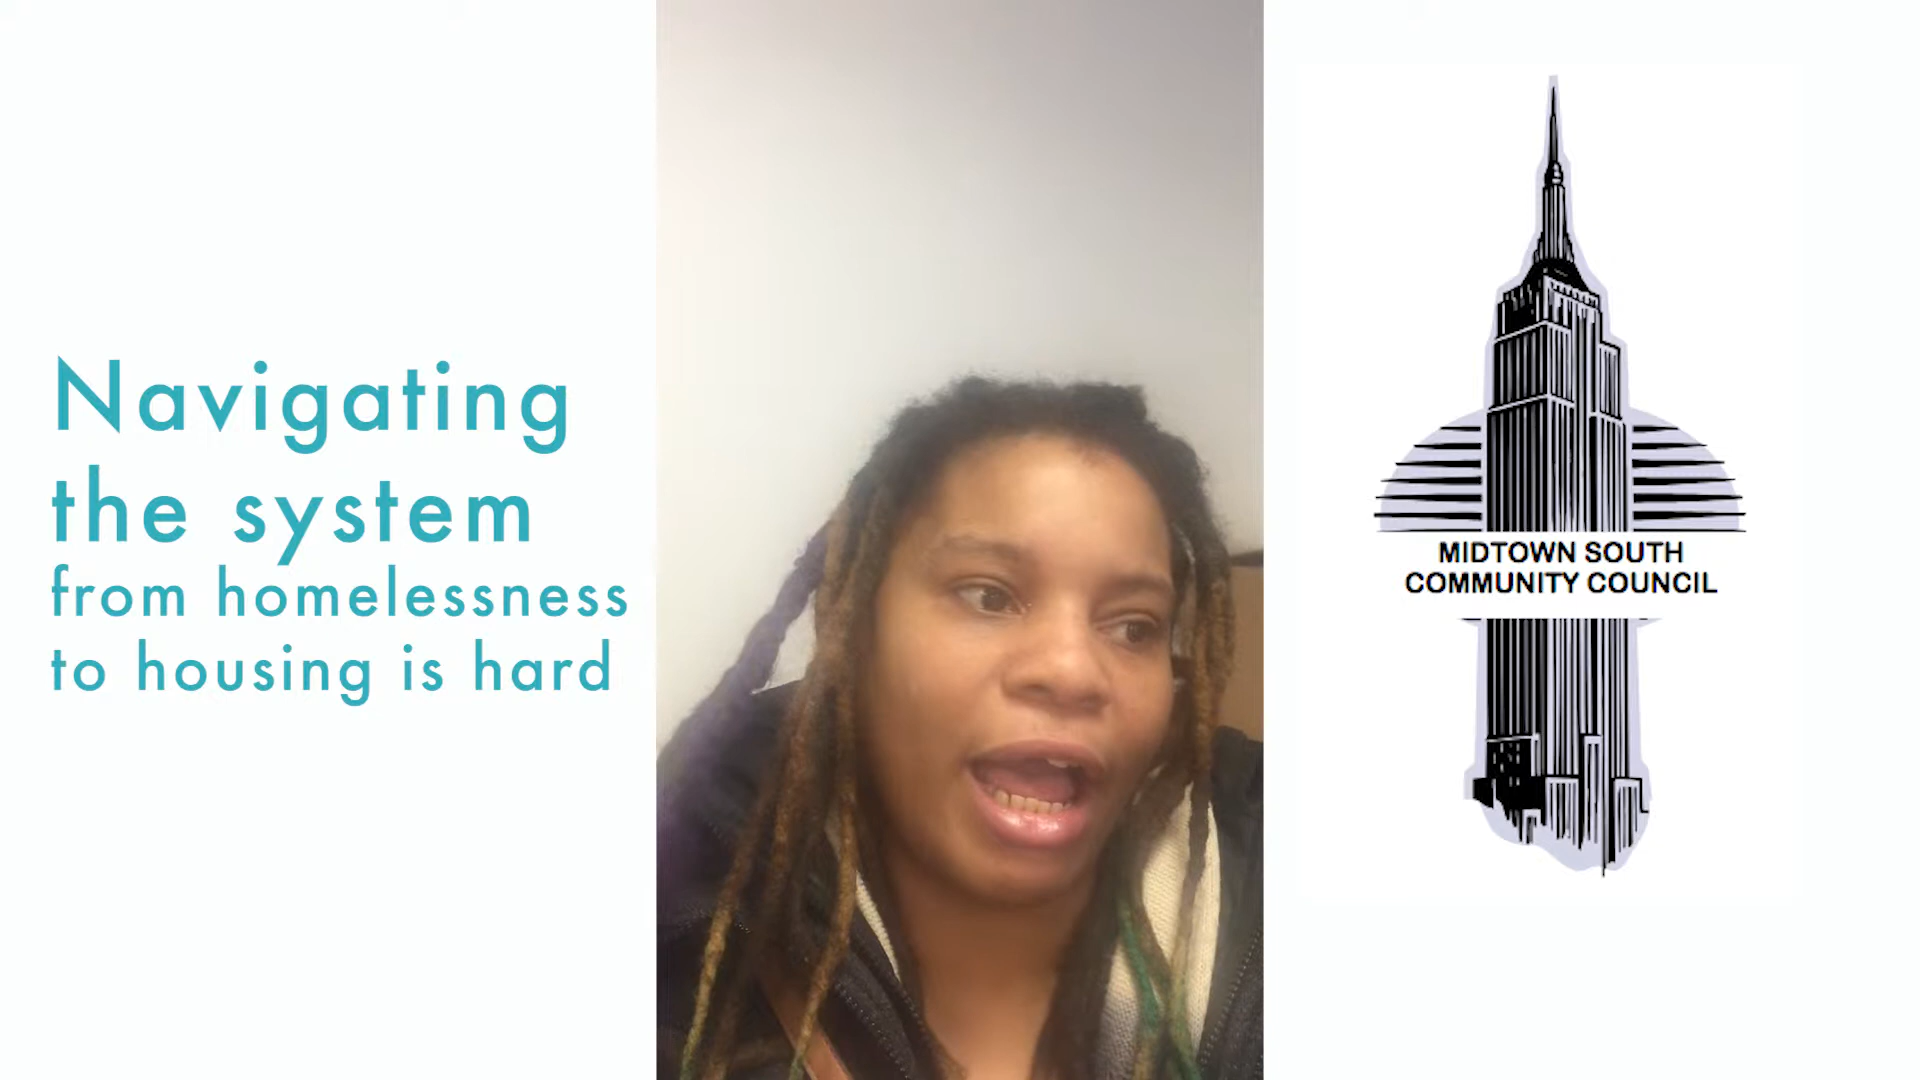 Navigating
the system
from homelessness
to housing is hard
MIDTOWN SOUTH
COMMUNITY COUNCIL